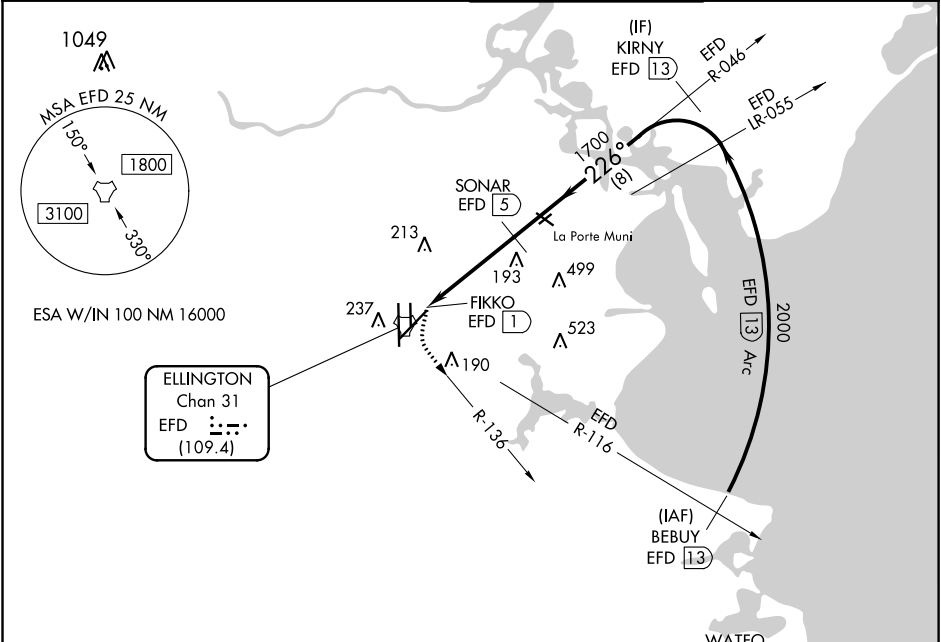 1049
MSA EFD 25 NM
150°
1800
3100
330°
ESA W/IN 100 NM 16000
(IF)
KIRNY
EFD 13
EFD
R-046
EFD
LR-055
1700
226°
(8)
SONAR
EFD 5
La Porte Muni
213
193
499
237
FIKKO
EFD 1
523
190
EFD 13 Arc
2000
ELLINGTON
Chan 31
EFD
(109.4)
R-136
EFD
R-116
(IAF)
BEBUY
EFD 13